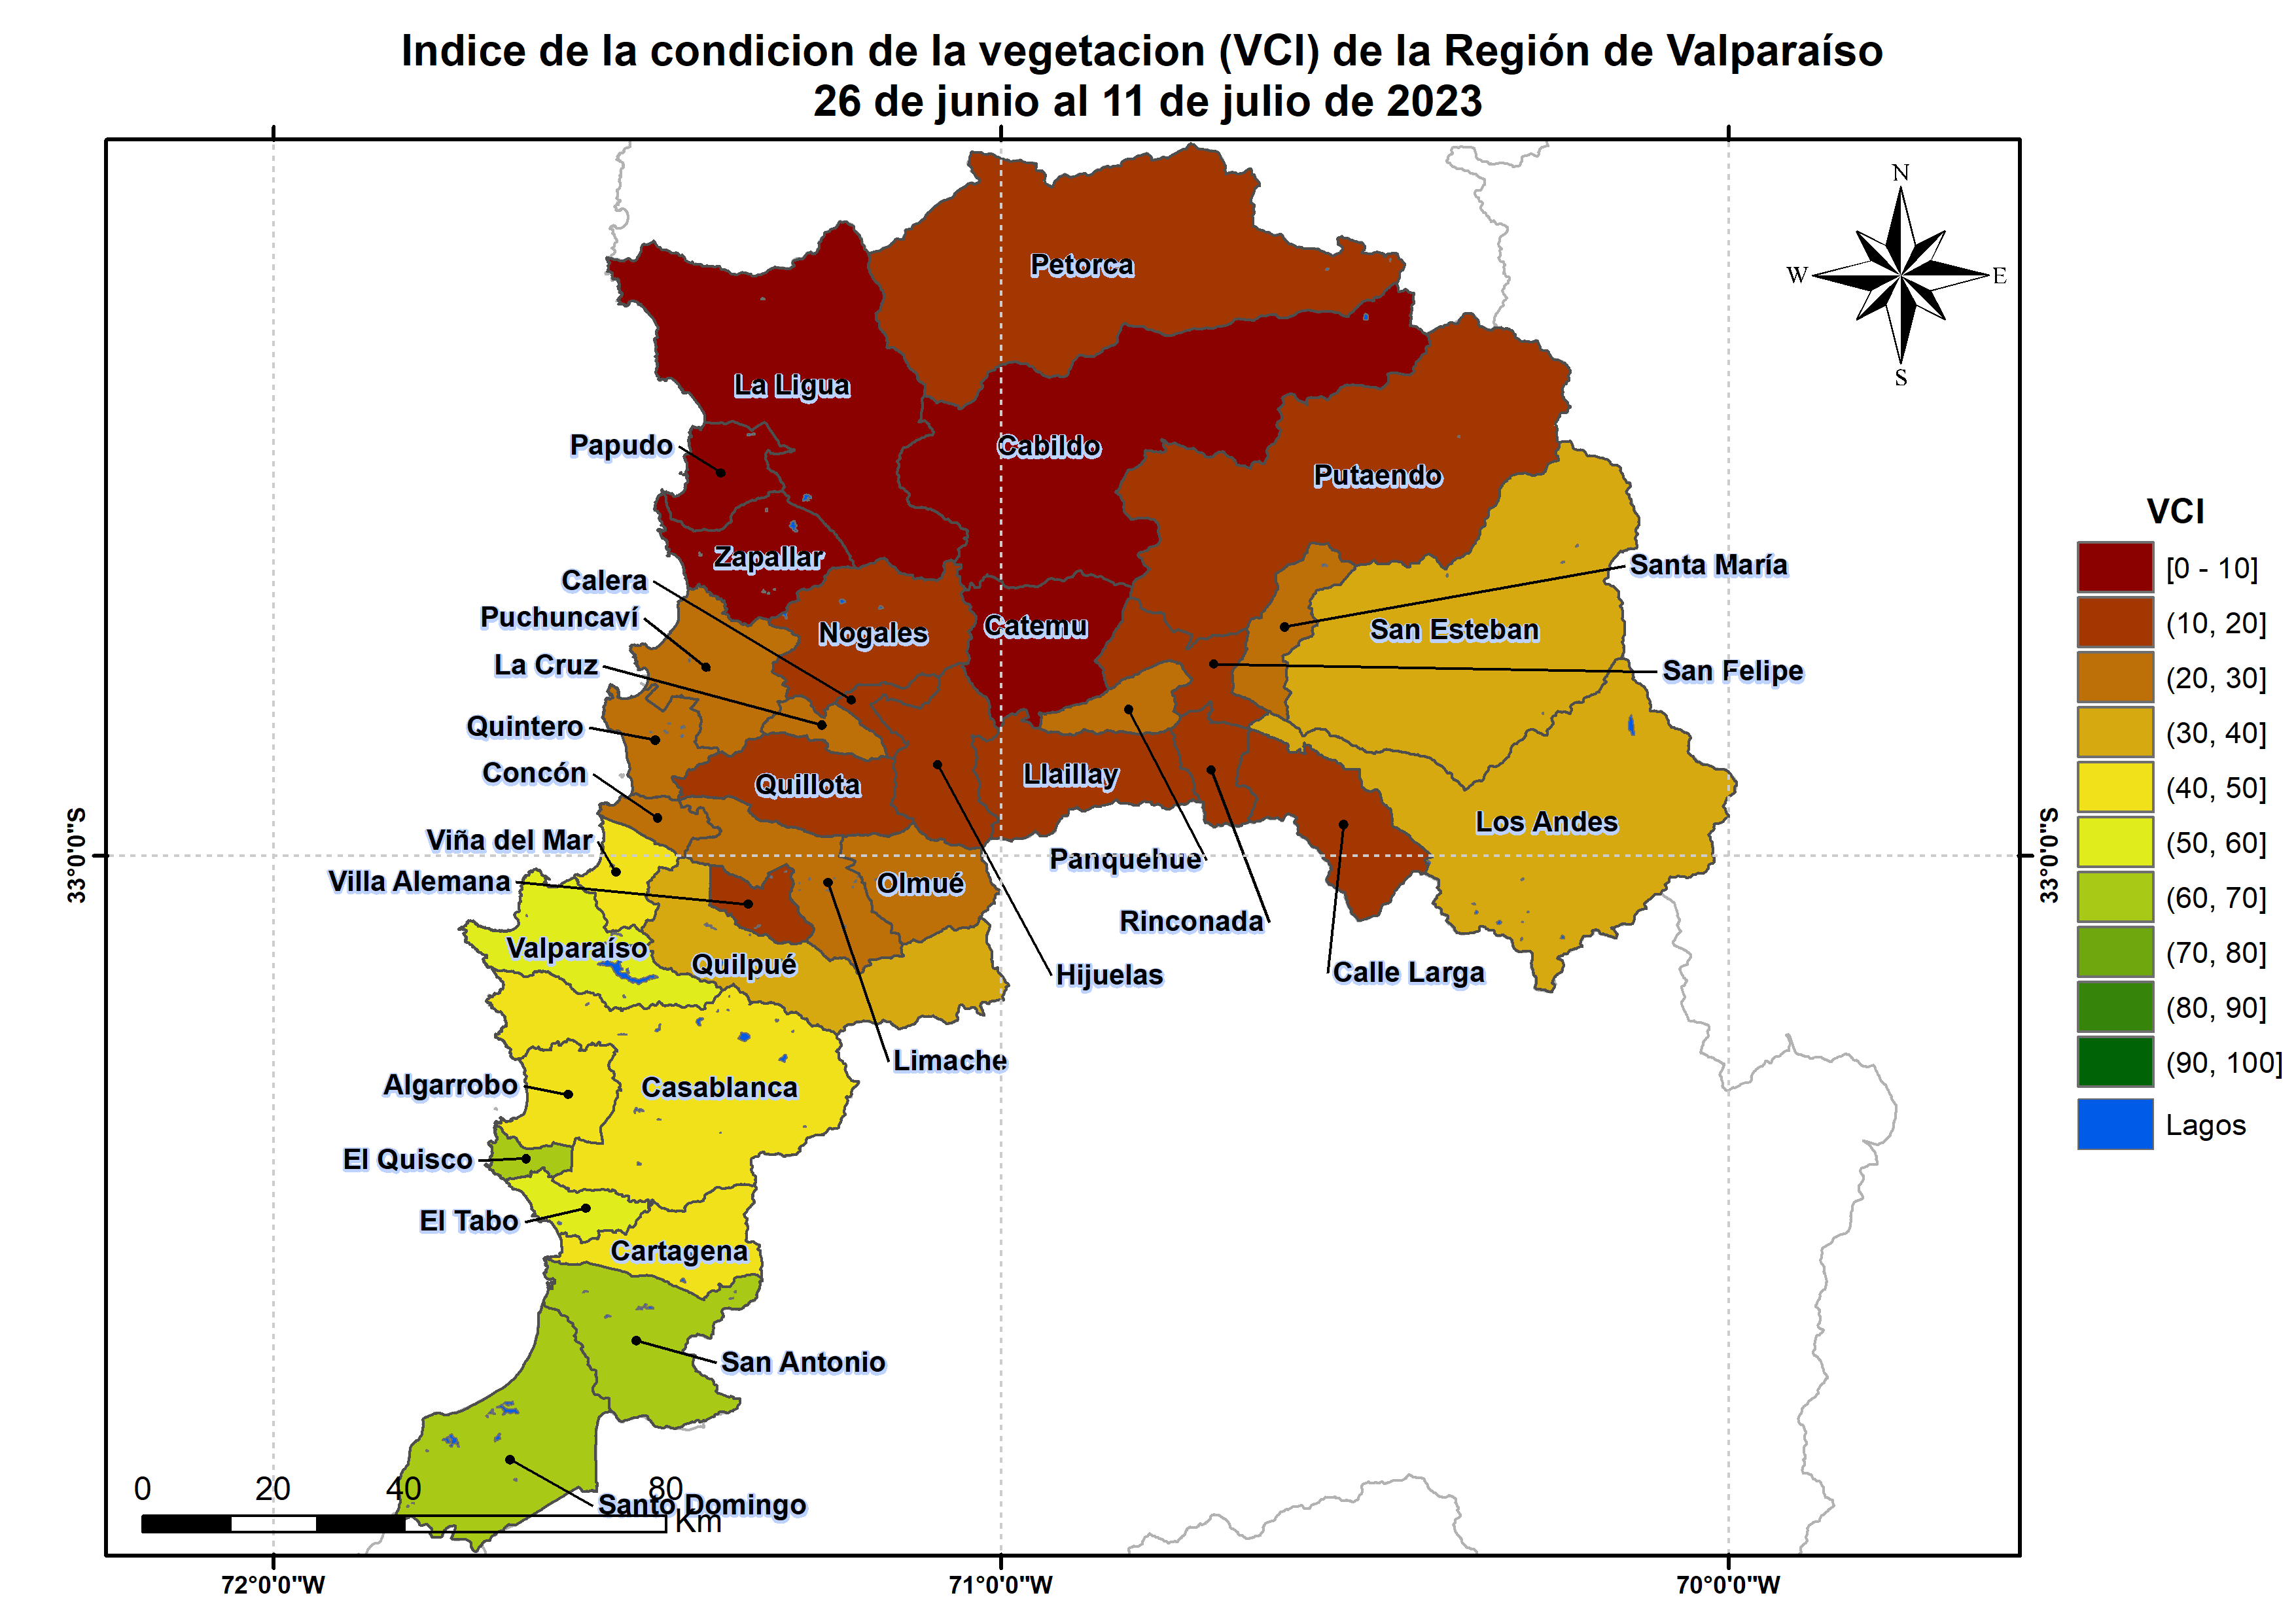 Indice de la condicion de la vegetacion (VCI) de la Región de Valparaíso
26 de junio al 11 de julio de 2023
N
W
E
S
Petorca
La Ligua
Papudo
Cabildo
Putaendo
Zapallar
Calera
Santa María
Puchuncaví
Nogales
Catemu
San Esteban
La Cruz
San Felipe
Quintero
Concón
Quillota
Llaillay
Los Andes
Viña del Mar
Panquehue
Villa Alemana
Olmué
Rinconada
Valparaíso
Quilpué
Hijuelas
Calle Larga
Limache
Algarrobo
Casablanca
El Quisco
El Tabo
Cartagena
San Antonio
Santo Domingo
VCI
[0 - 10]
(10, 20]
(20, 30]
(30, 40]
(40, 50]
(50, 60]
(60, 70]
(70, 80]
(80, 90]
(90, 100]
Lagos
33°0'0"S
33°0'0"S
0 20 40 80
Km
72°0'0"W
71°0'0"W
70°0'0"W